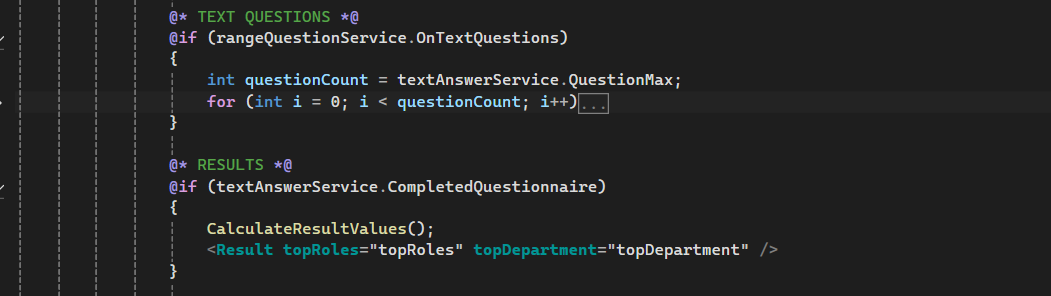 @* TEXT QUESTIONS *@
@if (rangeQuestionService.OnTextQuestions)
{
int questionCount = textAnswerService.QuestionMax;
for (int i = 0; i < questionCount; i++)...
}
@* RESULTS *@
@if (textAnswerService.CompletedQuestionnaire)
{
CalculateResultValues();
<Result topRoles="topRoles" topDepartment="topDepartment" />
}